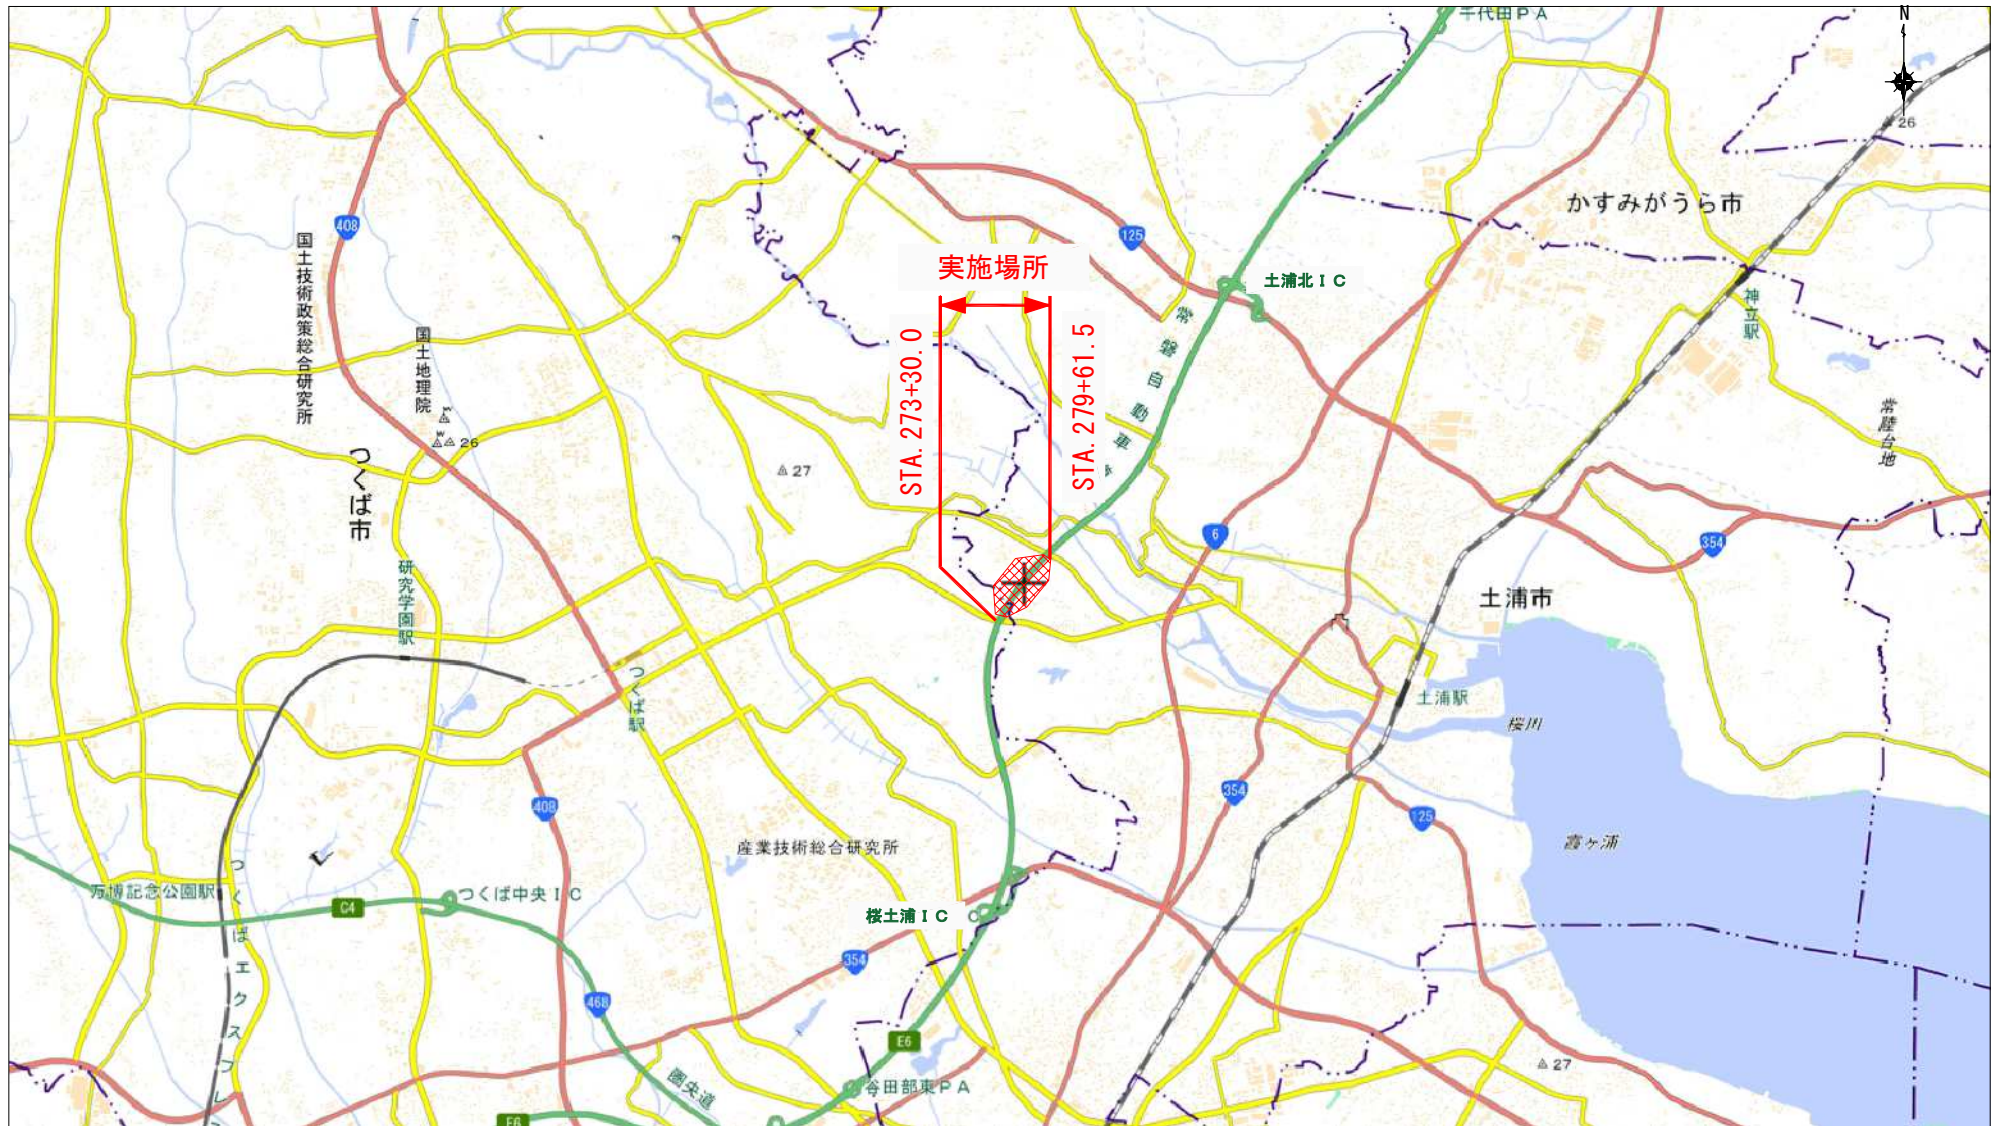 千代田PA
N
26
かすみがうら市
408
125
国土技術政策総合研究所
実施場所
土浦北IC
神立駅
国土地理院
STA. 273+30.0
STA. 279+61.5
常磐自動車
常陸台地
26
27
つくば市
6
354
研究学園駅
土浦市
つくば駅
土浦駅
桜川
408
354
125
産業技術総合研究所
霞ヶ浦
万博記念公園駅
つくばエクスプレ
C4
つくば中央IC
桜土浦IC
C
354
468
E6
圏央道
谷田部東PA
27
E6